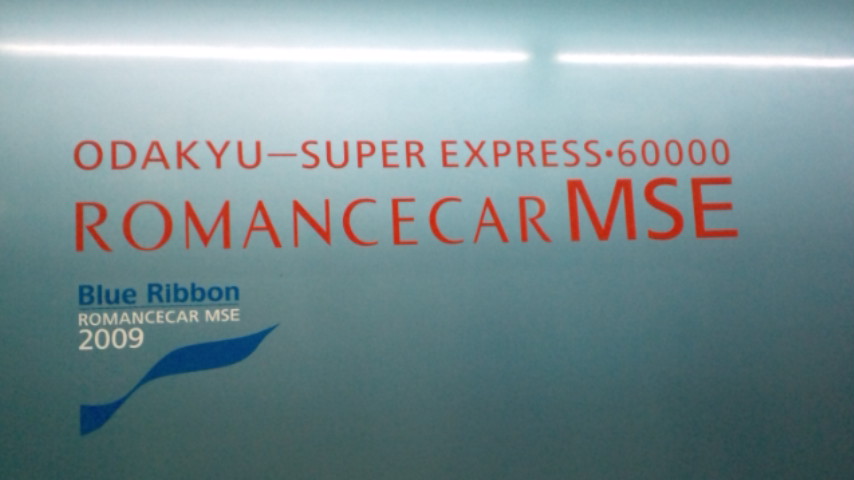 ODAKYU—SUPER EXPRESS•60000
ROMANCECAR MSE
Blue Ribbon
ROMANCECAR MSE
2009